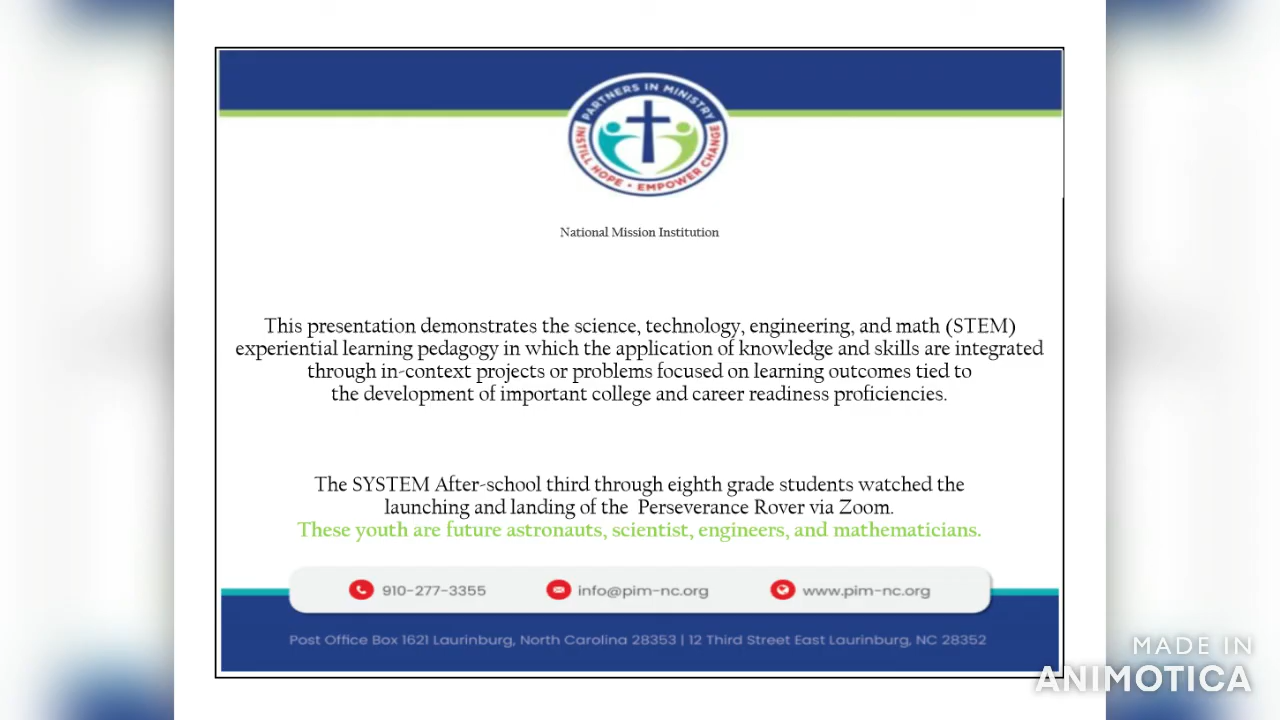 PARTNERS IN MINISTRY
INSTILL HOPE • EMPOWER CHANGE
National Mission Institution
This presentation demonstrates the science, technology, engineering, and math (STEM)
experiential learning pedagogy in which the application of knowledge and skills are integrated
through in-context projects or problems focused on learning outcomes tied to
the development of important college and career readiness proficiencies.
The SYSTEM After-school third through eighth grade students watched the
launching and landing of the Perseverance Rover via Zoom.
These youth are future astronauts, scientist, engineers, and mathematicians.
910-277-3355 info@pim-nc.org www.pim-nc.org
Post Office Box 1621 Laurinburg, North Carolina 28353 | 12 Third Street East Laurinburg, NC 28352
MADE IN
ANIMOTICA